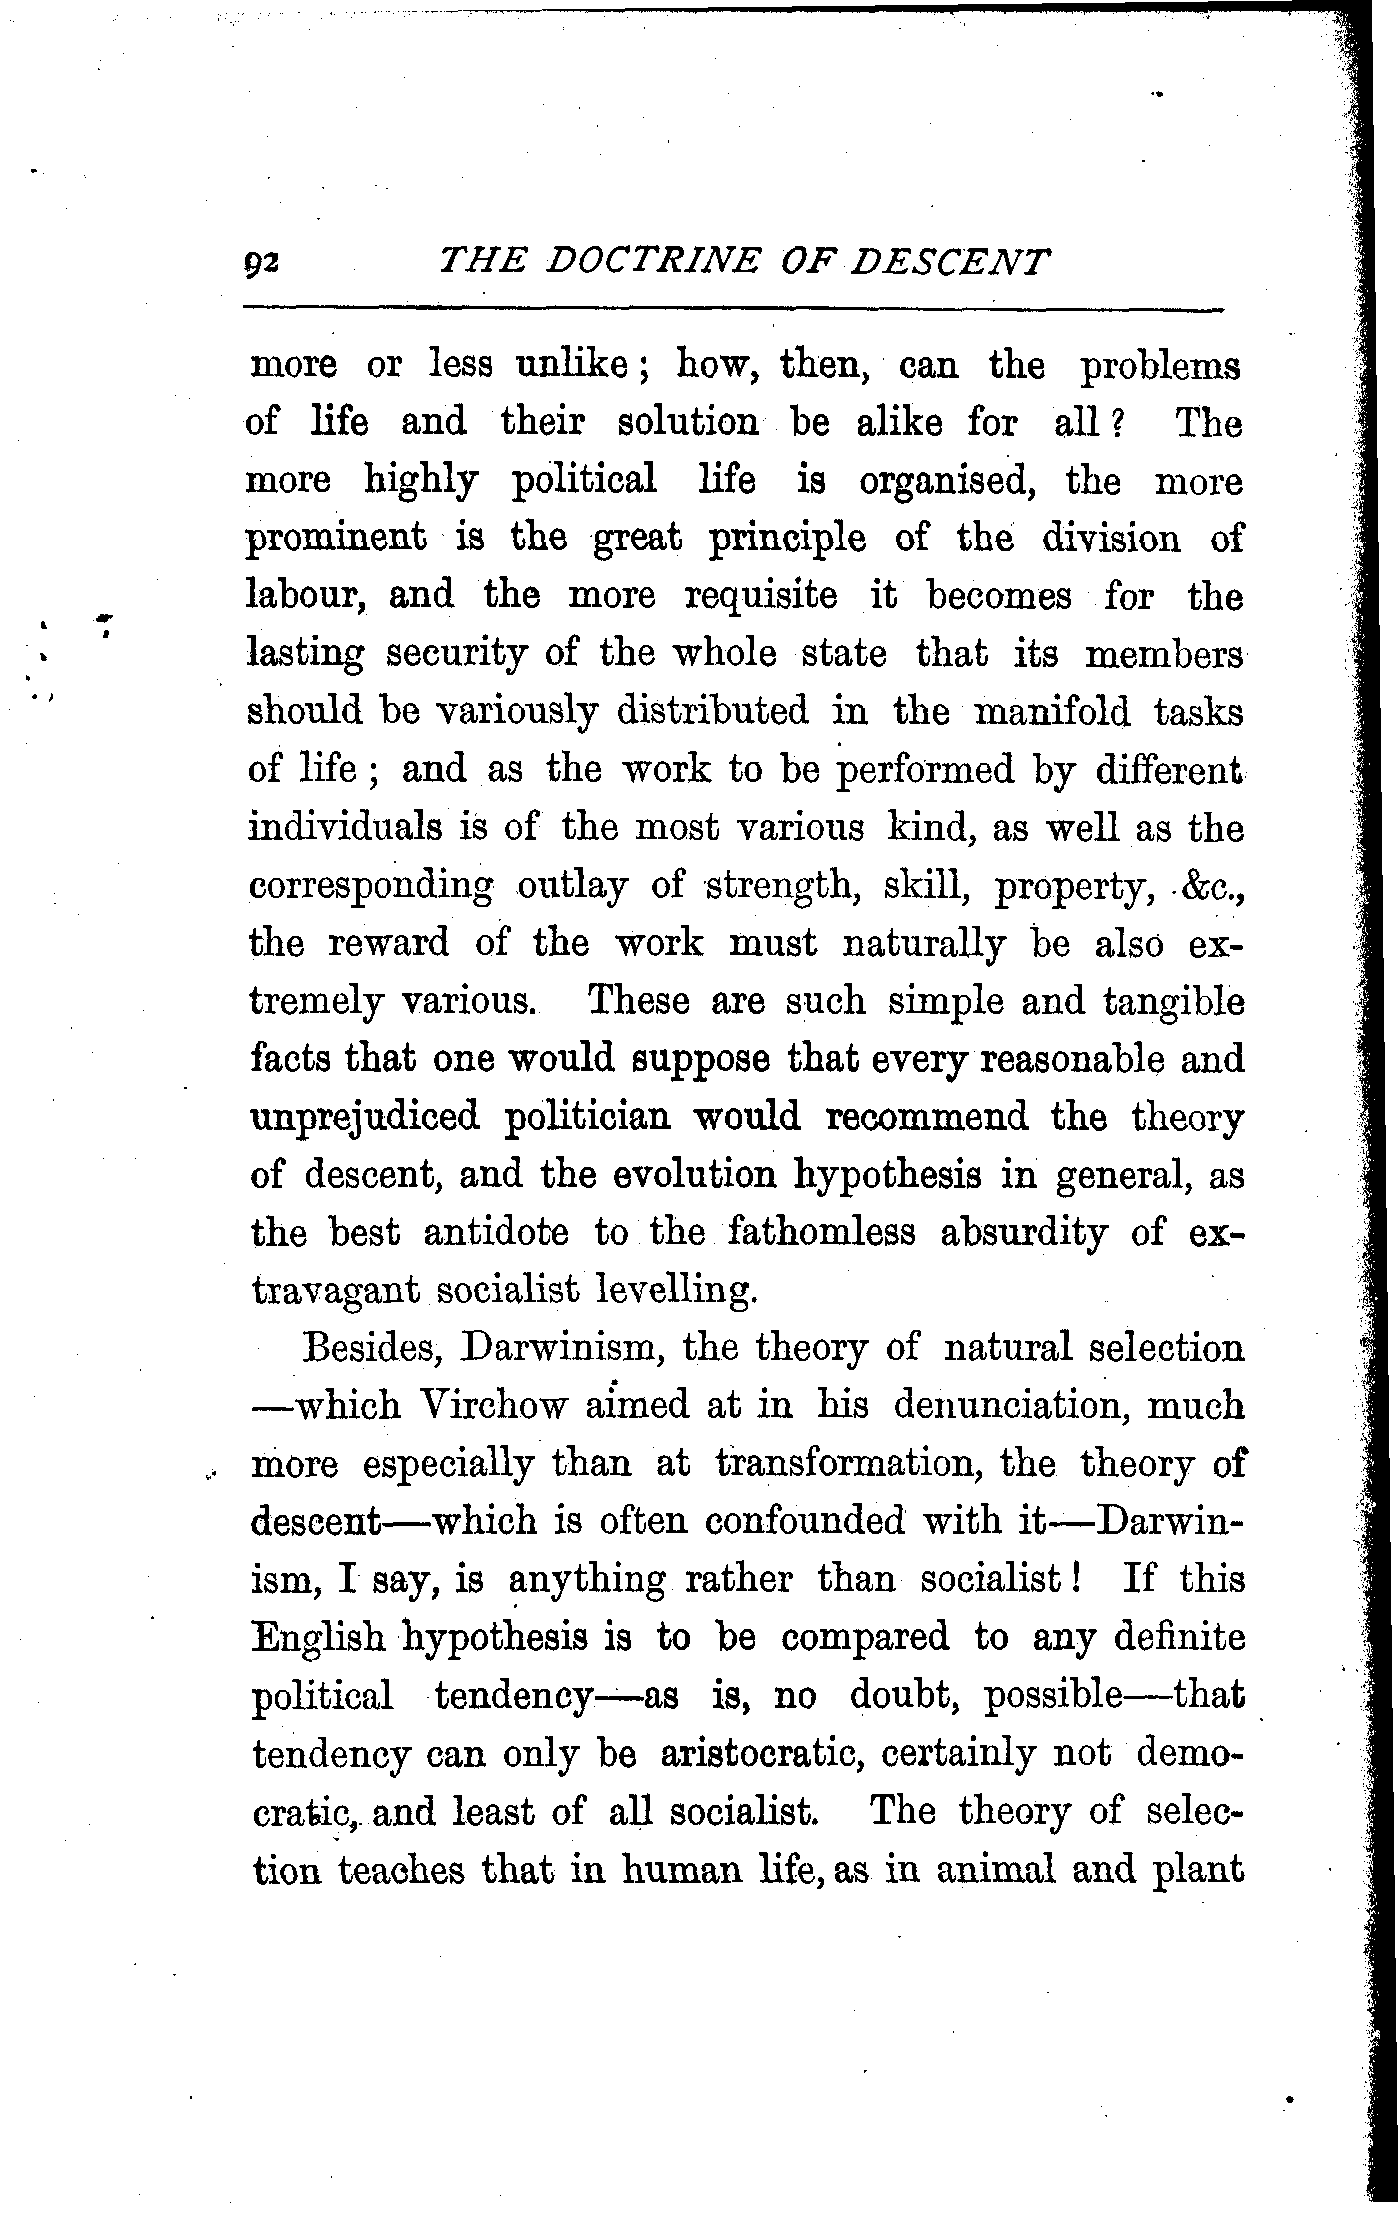 92 THE DOCTRINE OF DESCENT
more or less unlike; how, then, can the problems
of life and their solution be alike for all? The
more highly political life is organised, the more
prominent is the great principle of the division of
labour, and the more requisite it becomes for the
lasting security of the whole state that its members
should be variously distributed in the manifold tasks
of life; and as the work to be performed by different
individuals is of the most various kind, as well as the
corresponding outlay of strength, skill, property, &c.,
the reward of the work must naturally be also ex-
tremely various. These are such simple and tangible
facts that one would suppose that every reasonable and
unprejudiced politician would recommend the theory
of descent, and the evolution hypothesis in general, as
the best antidote to the fathomless absurdity of ex-
travagant socialist levelling.
Besides, Darwinism, the theory of natural selection
—which Virchow aimed at in his denunciation, much
more especially than at transformation, the theory of
descent—which is often confounded with it—Darwin-
ism, I say, is anything rather than socialist! If this
English hypothesis is to be compared to any definite
political tendency—as is, no doubt, possible—that
tendency can only be aristocratic, certainly not demo-
cratic, and least of all socialist. The theory of selec-
tion teaches that in human life, as in animal and plant